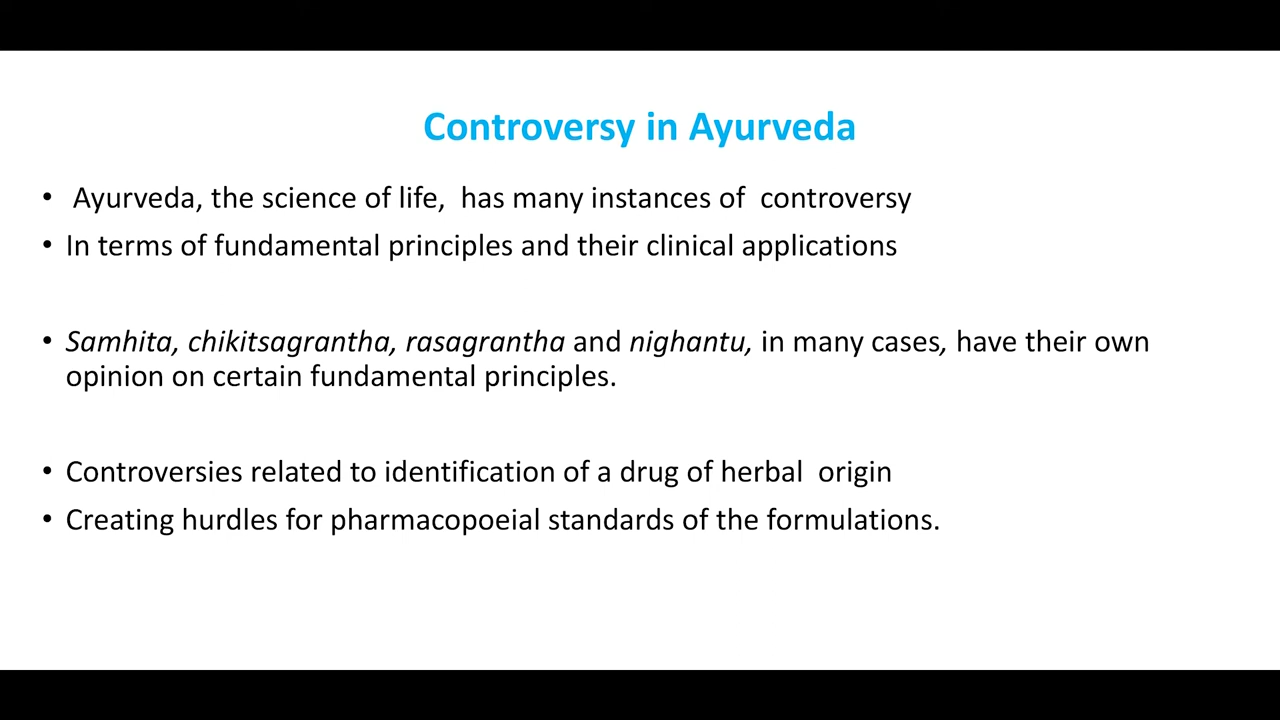 Controversy in Ayurveda
• Ayurveda, the science of life, has many instances of controversy
• In terms of fundamental principles and their clinical applications
• Samhita, chikitsagrantha, rasagrantha and nighantu, in many cases, have their own
opinion on certain fundamental principles.
• Controversies related to identification of a drug of herbal origin
• Creating hurdles for pharmacopoeial standards of the formulations.